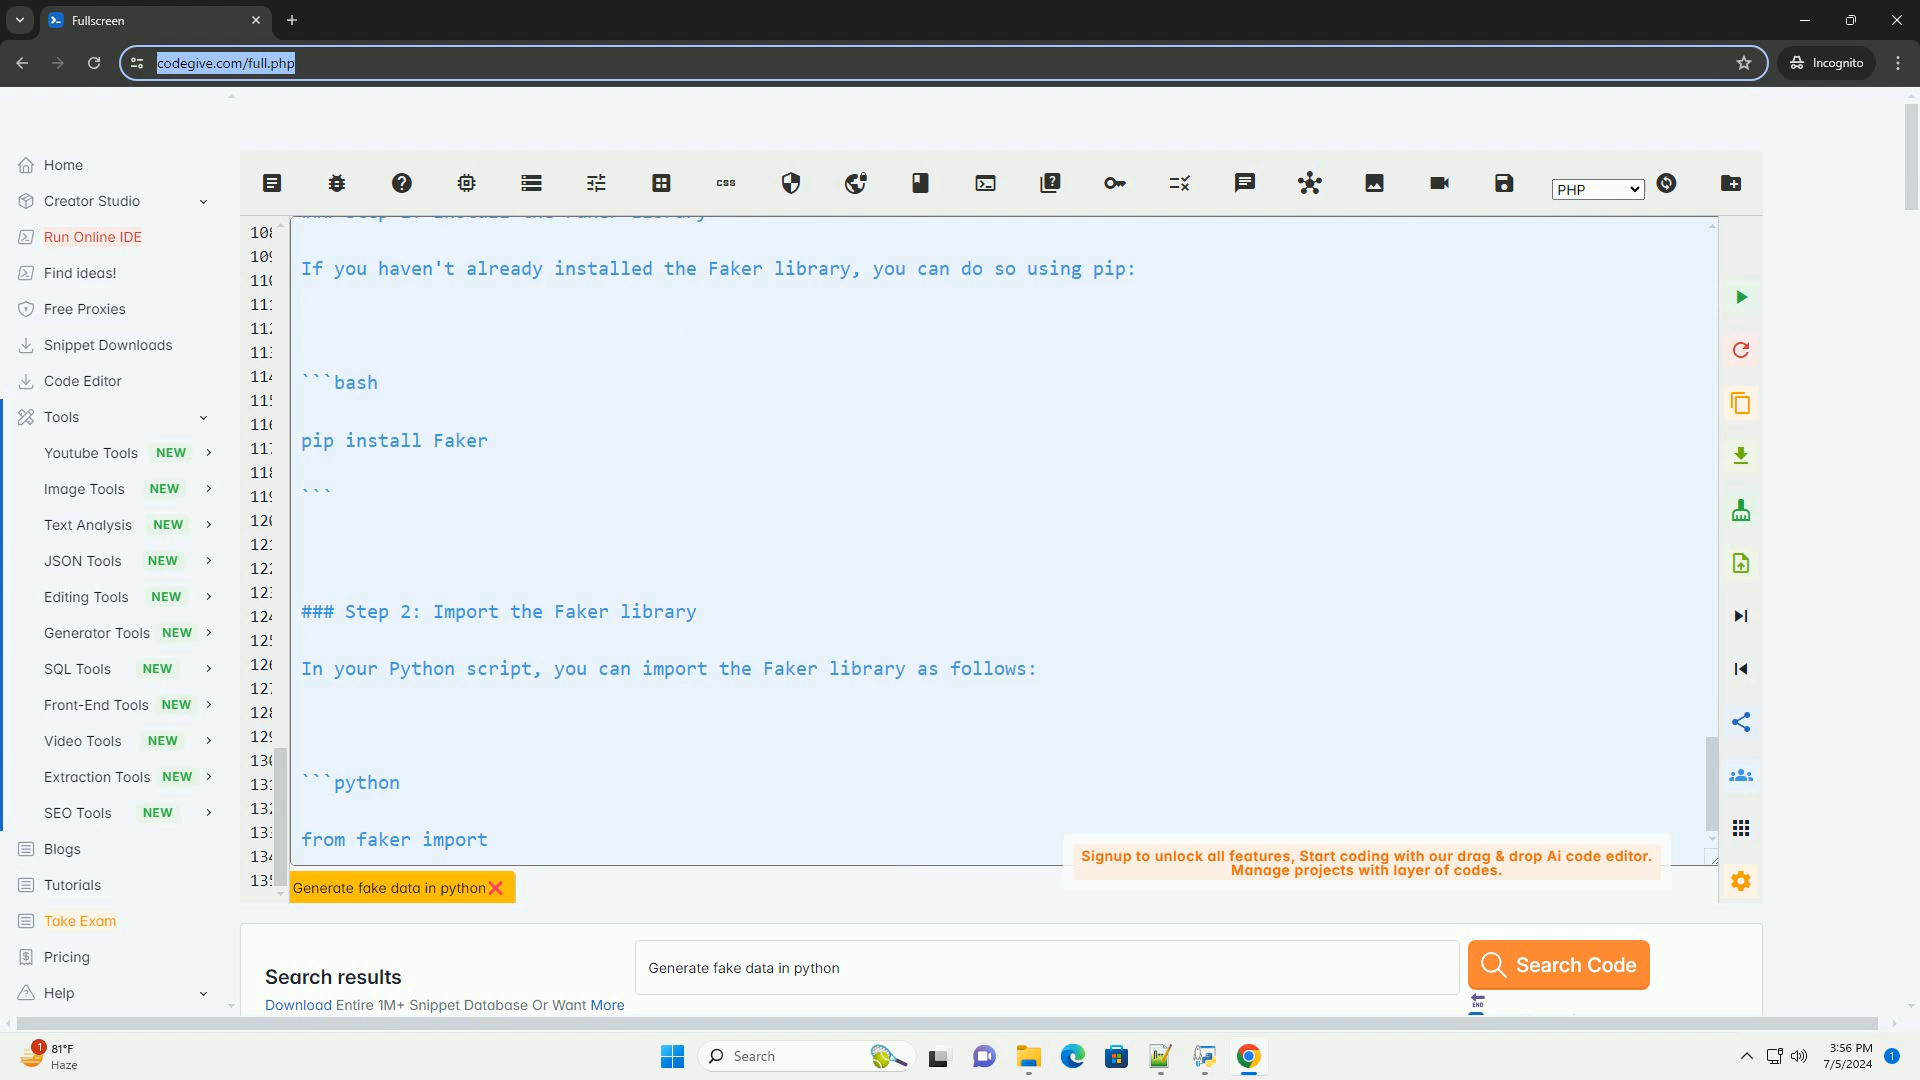 Fullscreen
codegive.com/full.php
Incognito
Home
Creator Studio
Run Online IDE
Find ideas!
Free Proxies
Snippet Downloads
Code Editor
Tools
Youtube Tools NEW
Image Tools NEW
Text Analysis NEW
JSON Tools NEW
Editing Tools NEW
Generator Tools NEW
SQL Tools NEW
Front-End Tools NEW
Video Tools NEW
Extraction Tools NEW
SEO Tools NEW
Blogs
Tutorials
Take Exam
Pricing
Help
css
PHP
If you haven't already installed the Faker library, you can do so using pip:
```bash
pip install Faker
```
### Step 2: Import the Faker library
In your Python script, you can import the Faker library as follows:
```python
from faker import
Signup to unlock all features, Start coding with our drag & drop Ai code editor.
Manage projects with layer of codes.
Generate fake data in python
Search results
Download Entire 1M+ Snippet Database Or Want More
Generate fake data in python
Search Code
END
1
81°F
Haze
Search
3:56 PM
7/5/2024
1